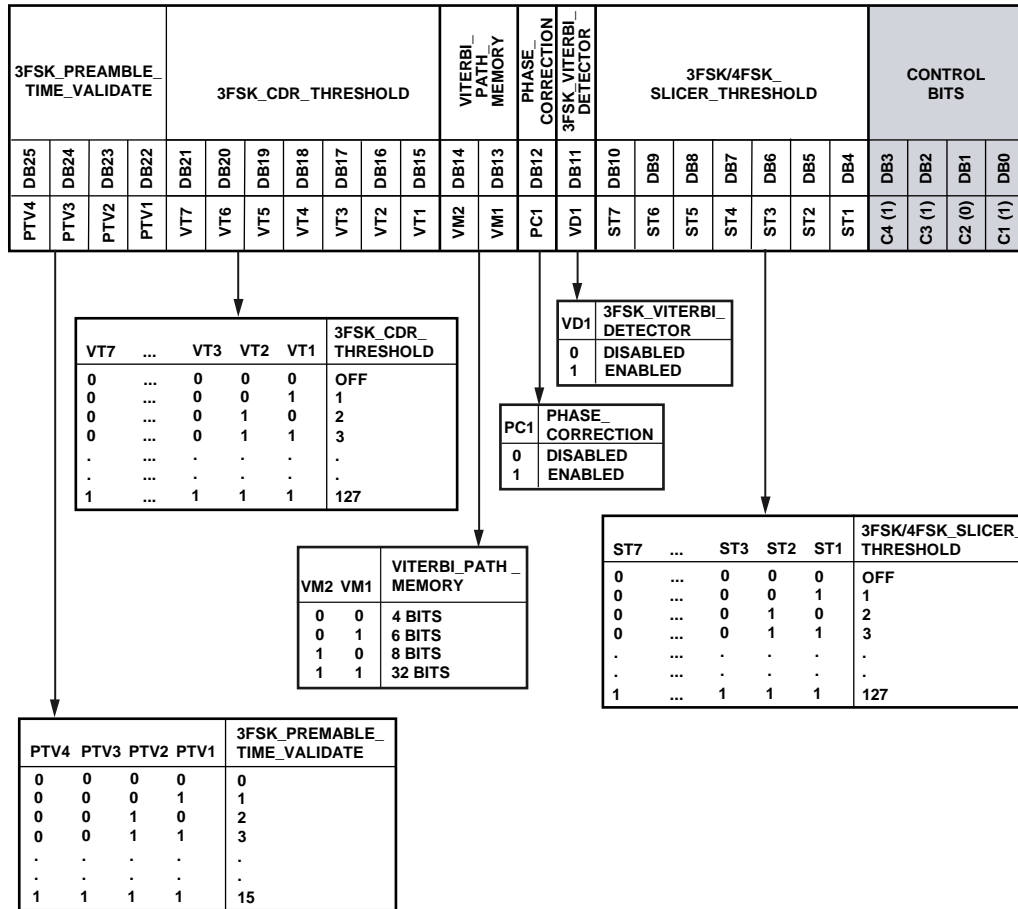 3FSK_PREAMBLE_
TIME_VALIDATE
3FSK_CDR_THRESHOLD
VITERBI_
PATH_
MEMORY
PHASE_
CORRECTION
3FSK_VITERBI_
DETECTOR
3FSK/4FSK_
SLICER_THRESHOLD
CONTROL
BITS
DB25 DB24 DB23 DB22 DB21 DB20 DB19 DB18 DB17 DB16 DB15 DB14 DB13 DB12 DB11 DB10 DB9 DB8 DB7 DB6 DB5 DB4 DB3 DB2 DB1 DB0
PTV4 PTV3 PTV2 PTV1 VT7 VT6 VT5 VT4 VT3 VT2 VT1 VM2 VM1 PC1 VD1 ST7 ST6 ST5 ST4 ST3 ST2 ST1 C4 (1) C3 (1) C2 (0) C1 (1)
VT7 ... VT3 VT2 VT1 3FSK_CDR_
THRESHOLD
0 ... 0 0 0 OFF
0 ... 0 0 1 1
0 ... 0 1 0 2
0 ... 0 1 1 3
. ... . . . .
. ... . . . .
1 ... 1 1 1 127
VD1 3FSK_VITERBI_
DETECTOR
0 DISABLED
1 ENABLED
PC1 PHASE_
CORRECTION
0 DISABLED
1 ENABLED
VM2 VM1 VITERBI_PATH _
MEMORY
0 0 4 BITS
0 1 6 BITS
1 0 8 BITS
1 1 32 BITS
ST7 ... ST3 ST2 ST1 3FSK/4FSK_SLICER_
THRESHOLD
0 ... 0 0 0 OFF
0 ... 0 0 1 1
0 ... 0 1 0 2
0 ... 0 1 1 3
. ... . . . .
. ... . . . .
1 ... 1 1 1 127
PTV4 PTV3 PTV2 PTV1 3FSK_PREMABLE_
TIME_VALIDATE
0 0 0 0 0
0 0 0 1 1
0 0 1 0 2
0 0 1 1 3
. . . . .
. . . . .
1 1 1 1 15